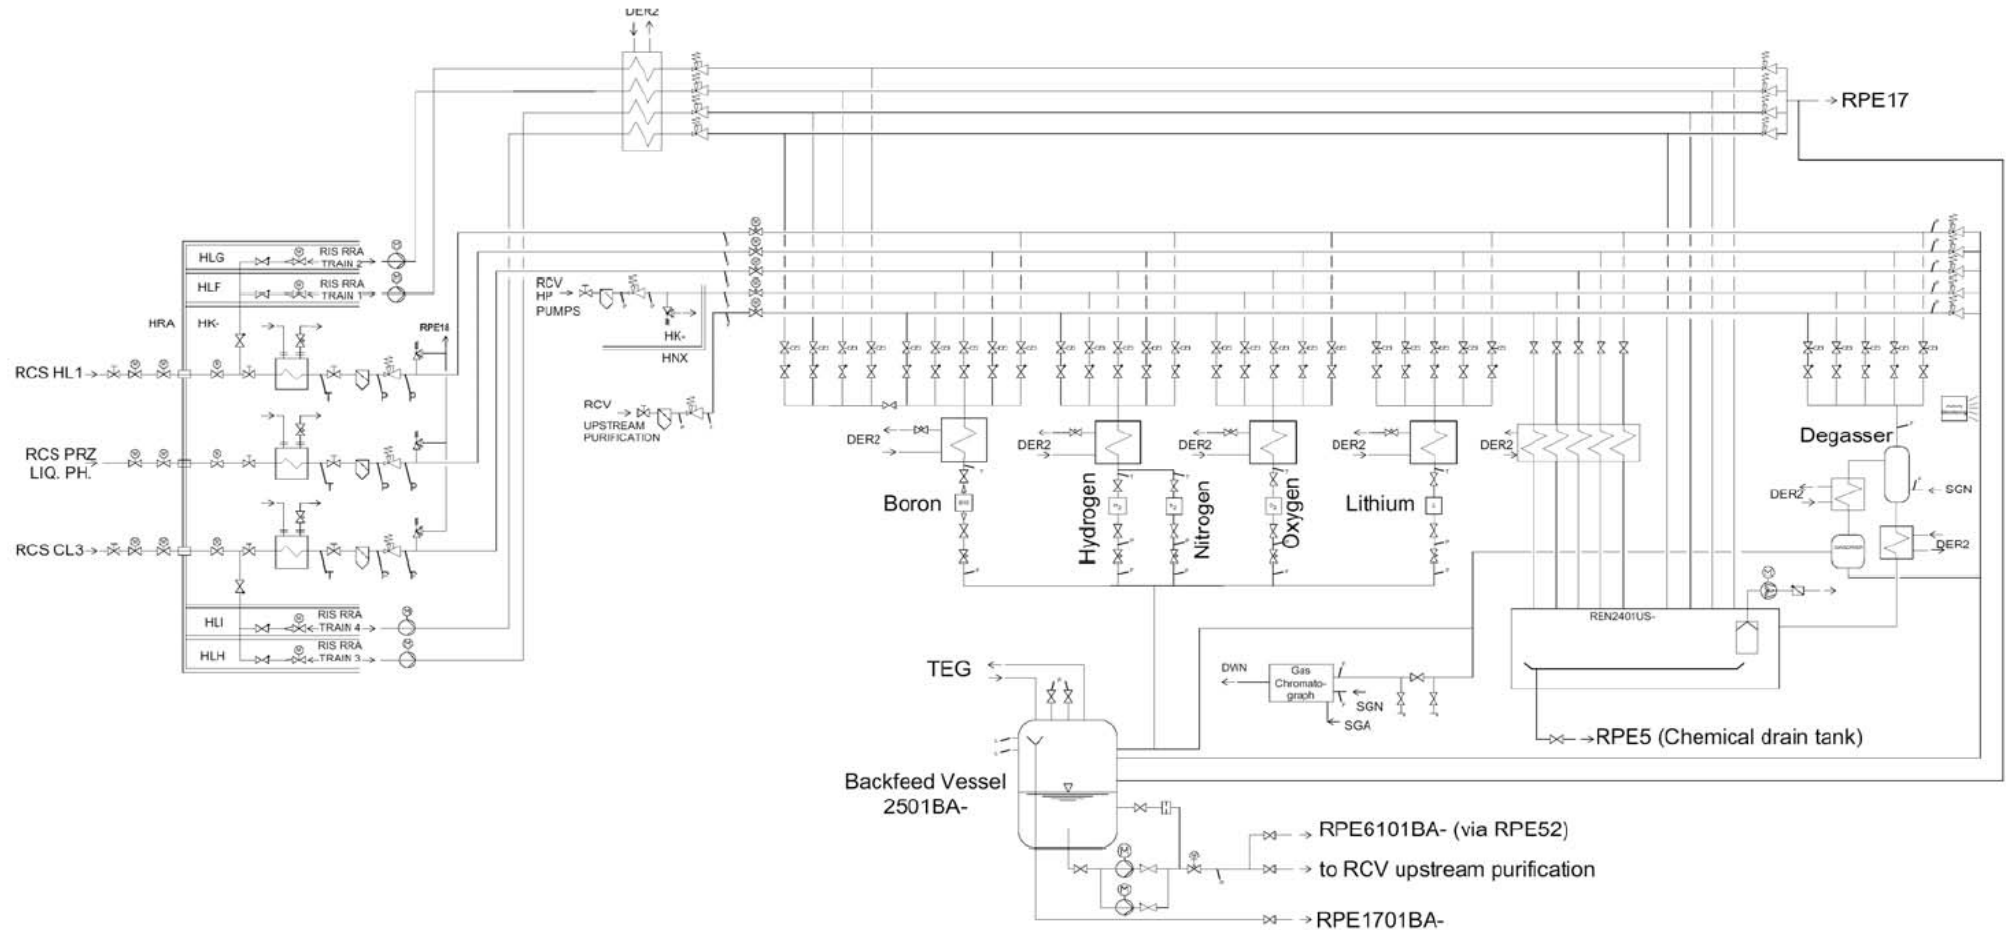 DER2
RPE17
HLG
RIS RRA
TRAIN 2
HLF
RIS RRA
TRAIN 1
HRA
HK-
RPE18
RCV
HP
PUMPS
HK-
HNX
RCS HL1
RCV
UPSTREAM
PURIFICATION
RCS PRZ
LIQ. PH.
RCS CL3
DER2
DER2
DER2
DER2
DER2
Degasser
Boron
Hydrogen
Nitrogen
Oxygen
Lithium
DER2
SGN
DER2
HLI
RIS RRA
TRAIN 4
HLH
RIS RRA
TRAIN 3
REN2401US-
TEG
DWN
Gas
Chromato-
graph
SGN
SGA
RPE5 (Chemical drain tank)
Backfeed Vessel
2501BA-
RPE6101BA- (via RPE52)
to RCV upstream purification
RPE1701BA-